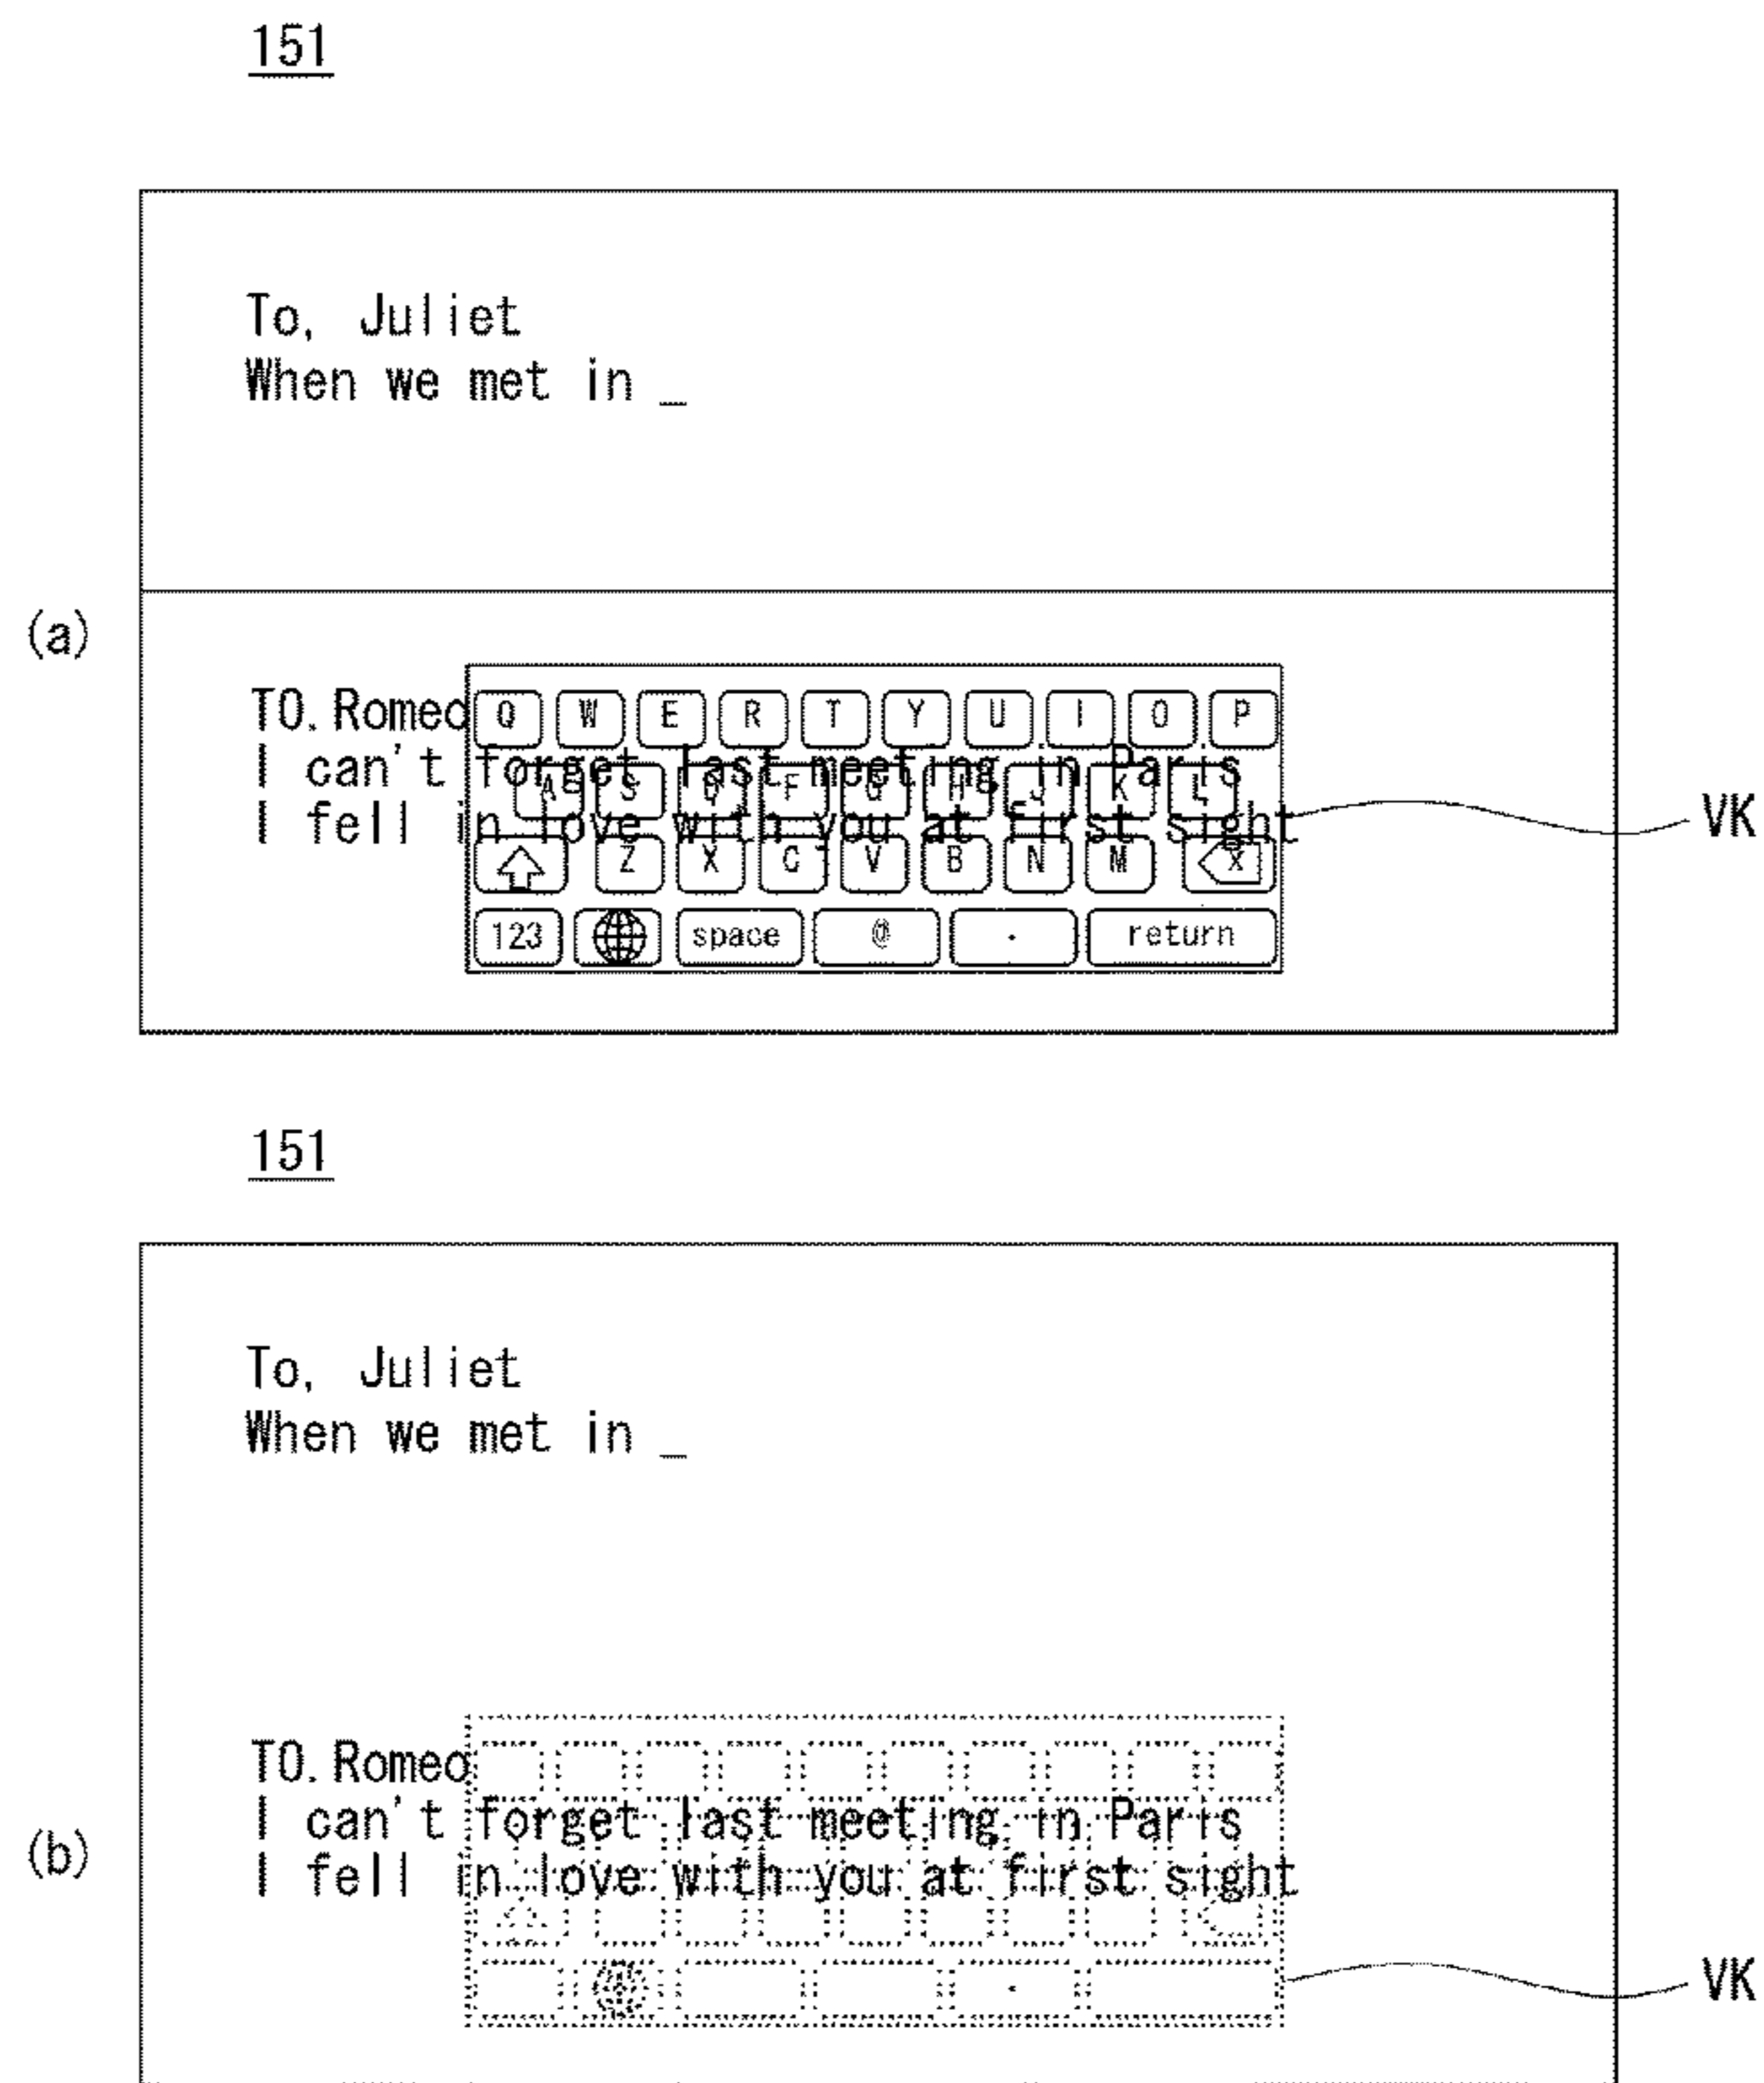 151
(a)
To, Juliet
When we met in _
TO.Romeo
I can't forget last meeting in Paris
I fell in love with you at first sight
Q W E R T Y U I O P
A S D F G H J K L
Z X C V B N M X
123 space @ . return
VK
151
(b)
To, Juliet
When we met in _
TO.Romeo
I can't forget last meeting in Paris
I fell in love with you at first sight
.
VK